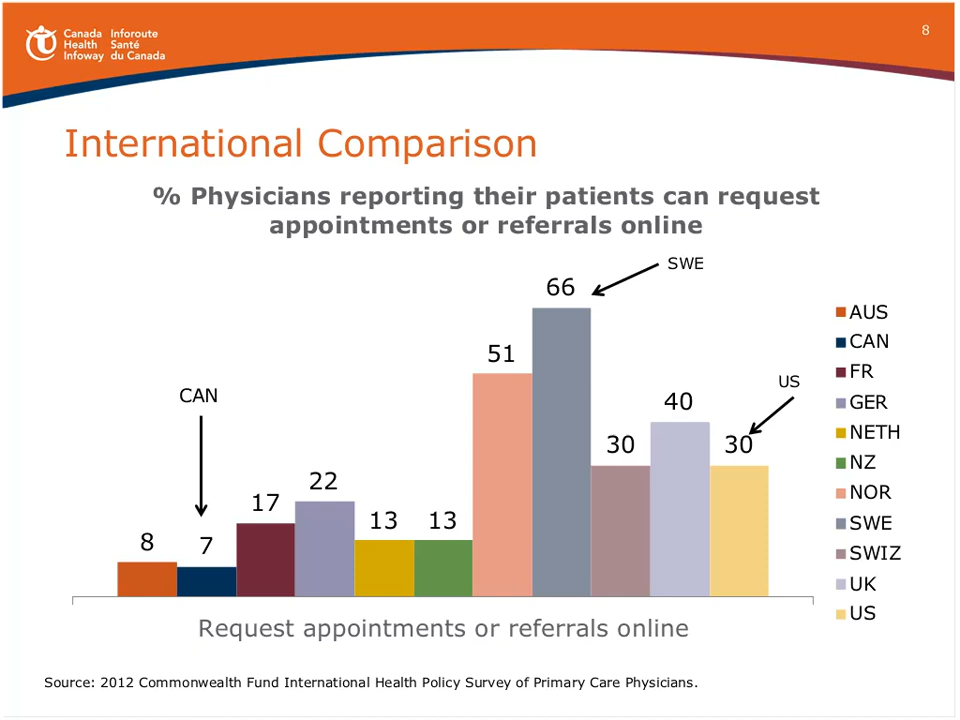 8
Canada Inforoute
Health Santé
Infoway du Canada
International Comparison
% Physicians reporting their patients can request
appointments or referrals online
SWE
66
AUS
CAN
FR
GER
NETH
NZ
NOR
SWE
SWIZ
UK
US
51
US
CAN
40
30
30
22
17
13
13
8
7
Request appointments or referrals online
Source: 2012 Commonwealth Fund International Health Policy Survey of Primary Care Physicians.